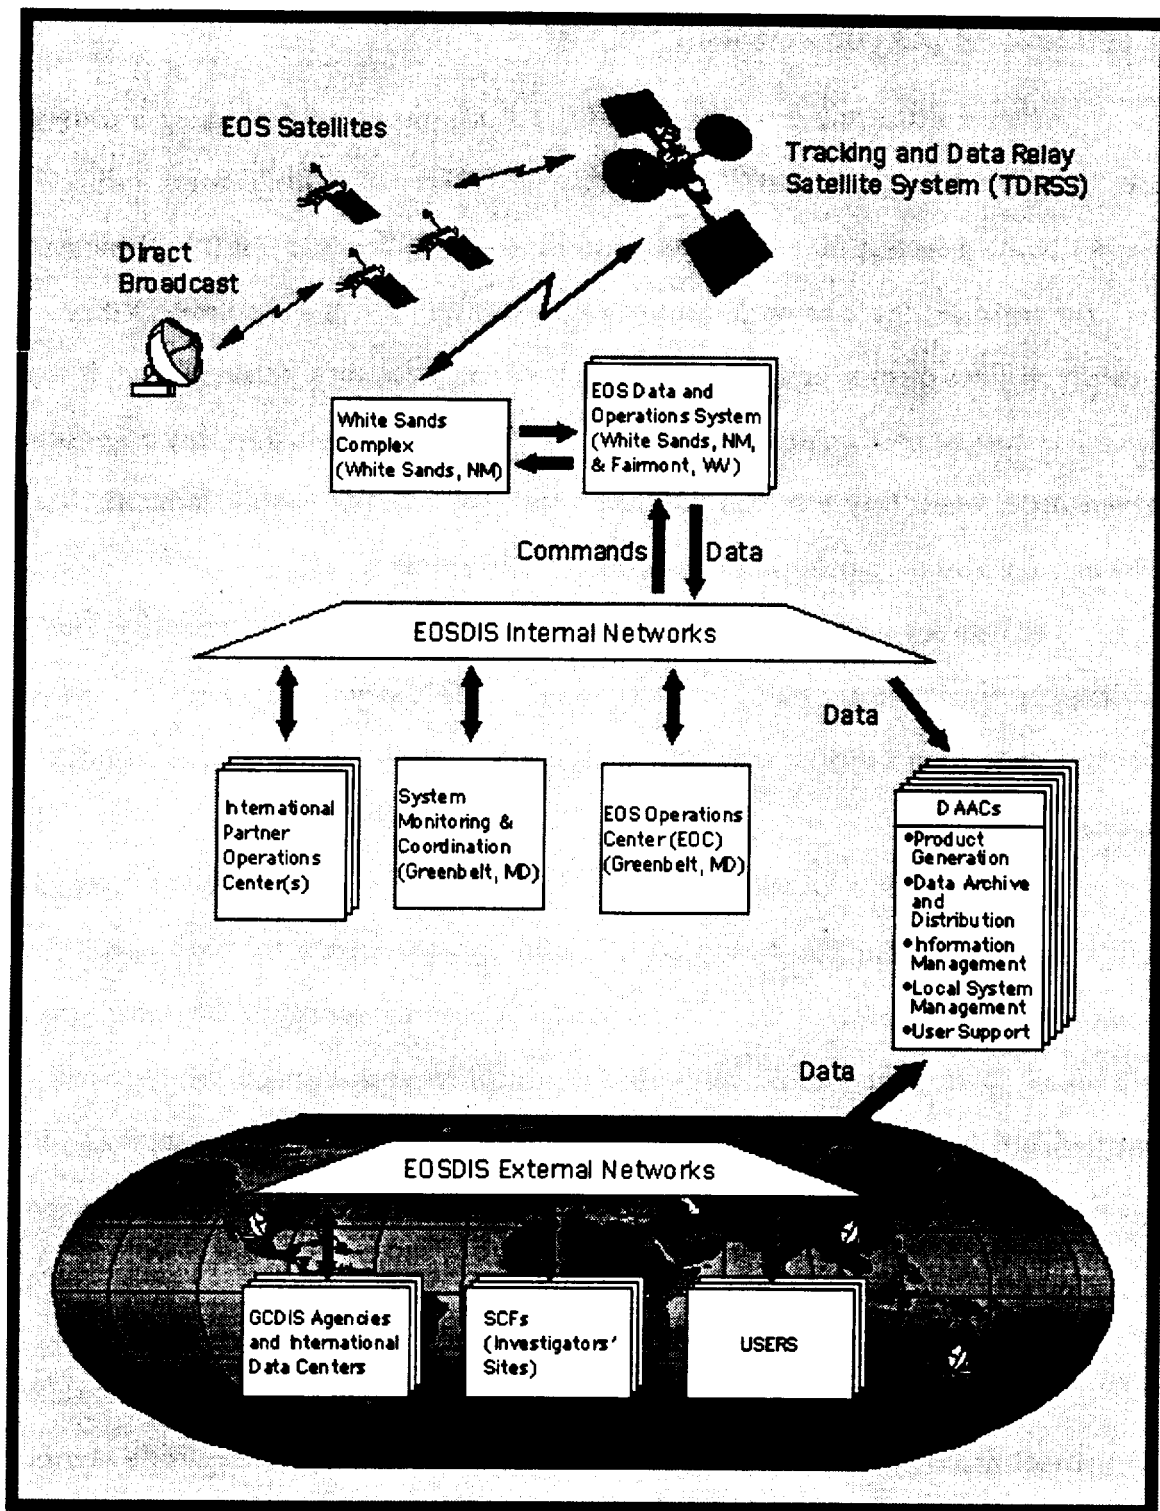 EOS Satellites
Tracking and Data Relay
Satellite System (TDRSS)
Direct
Broadcast
White Sands
Complex
(White Sands, NM)
EOS Data and
Operations System
(White Sands, NM,
& Fairmont, WV)
Commands
Data
EOSDIS Internal Networks
Data
International
Partner
Operations
Center(s)
System
Monitoring &
Coordination
(Greenbelt, MD)
EOS Operations
Center (EOC)
(Greenbelt, MD)
DAACs
•Product
Generation
•Data Archive
and
Distribution
•Information
Management
•Local System
Management
•User Support
Data
EOSDIS External Networks
GCDIS Agencies
and International
Data Centers
SCFs
(Investigators'
Sites)
USERS